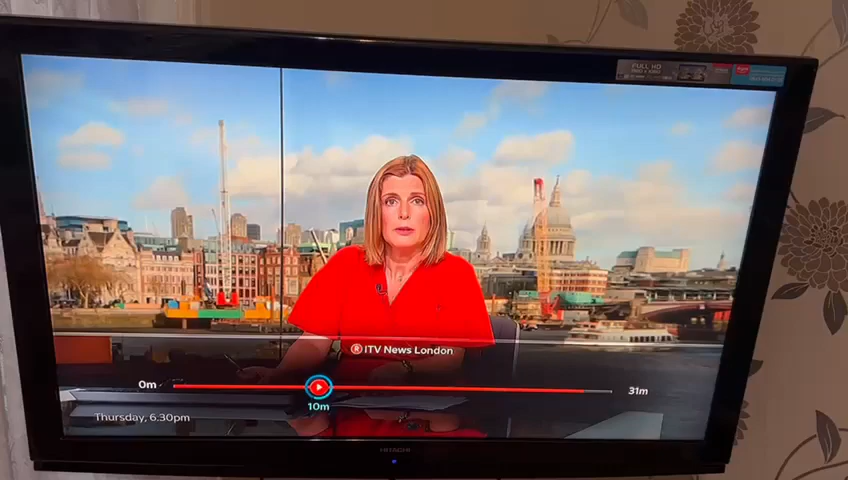 FULL HD
ITV News London
0m
31m
10m
Thursday, 6.30pm
HITACHI